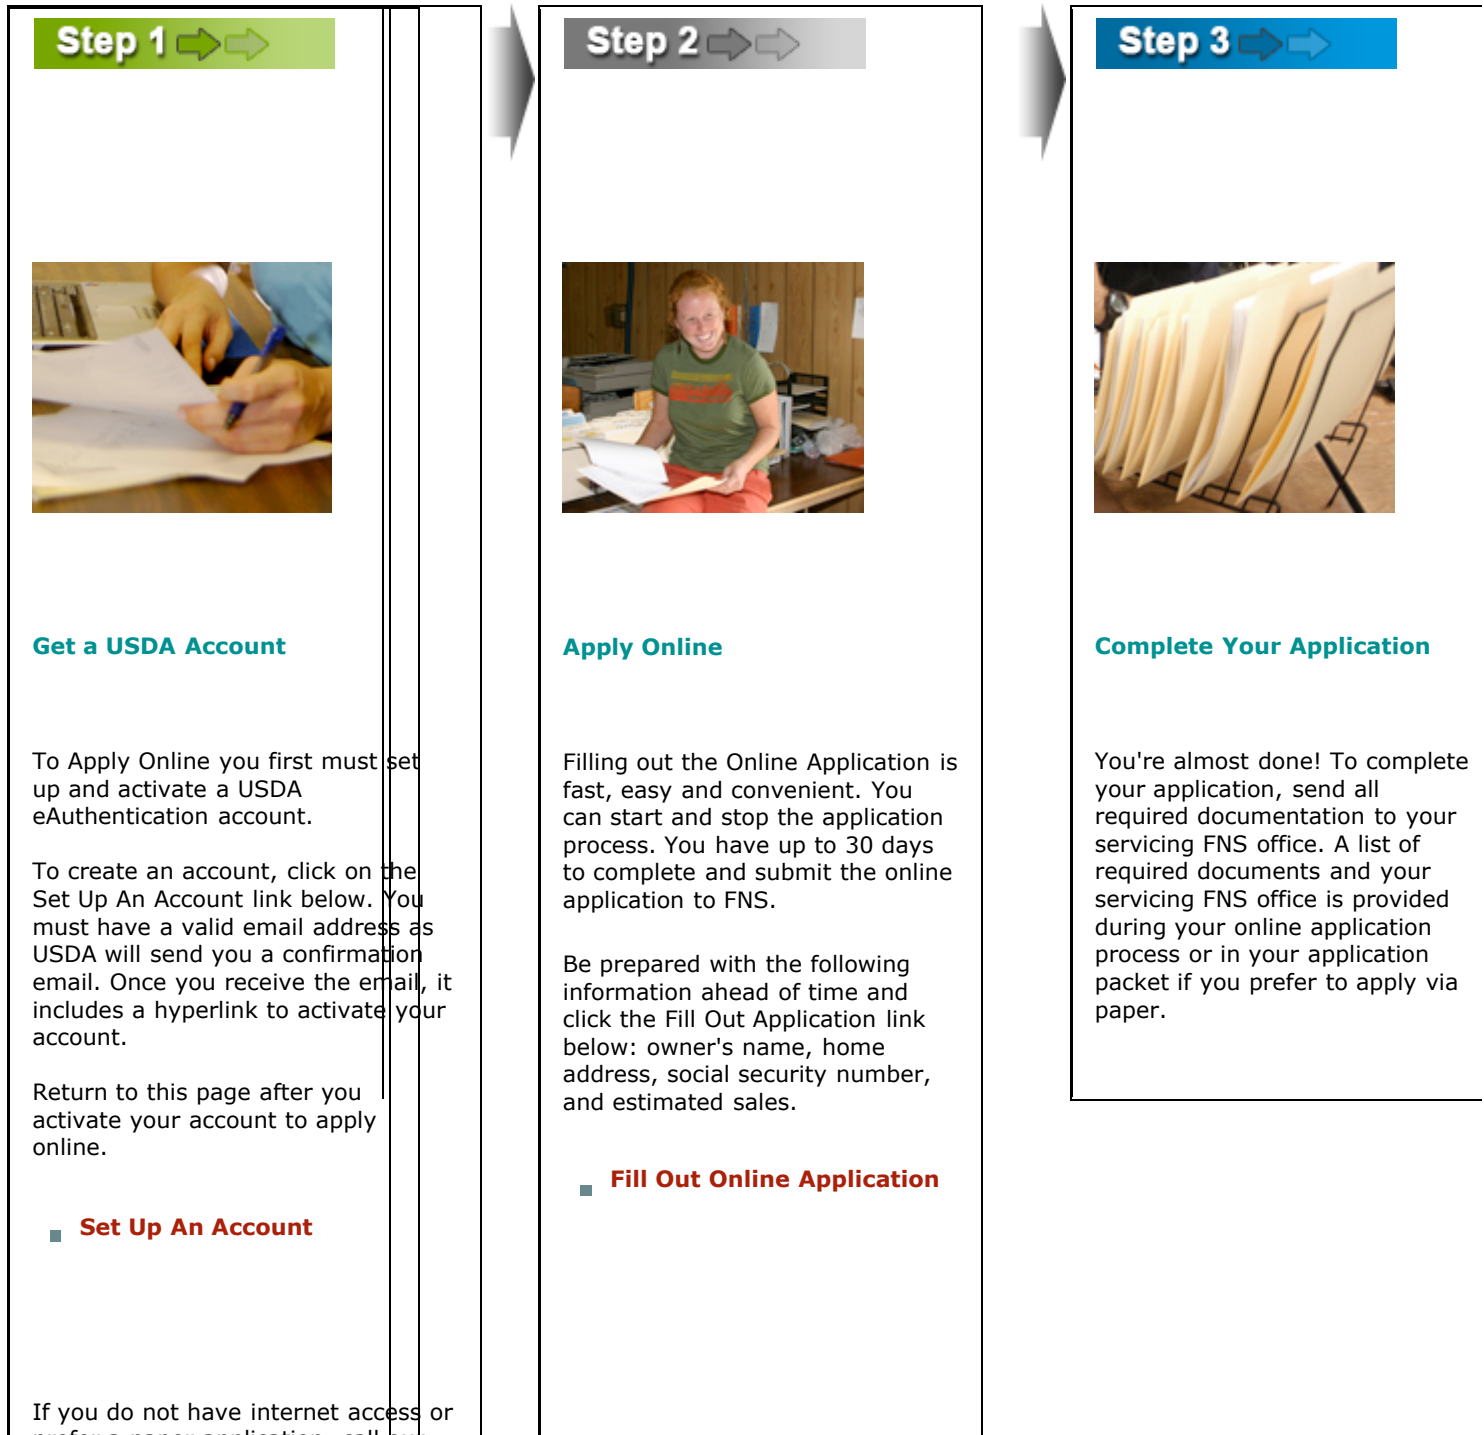 Step 1
Get a USDA Account
To Apply Online you first must set
up and activate a USDA
eAuthentication account.
To create an account, click on the
Set Up An Account link below. You
must have a valid email address as
USDA will send you a confirmation
email. Once you receive the email, it
includes a hyperlink to activate your
account.
Return to this page after you
activate your account to apply
online.
Set Up An Account
If you do not have internet access or
prefer a paper application, call our
Step 2
Apply Online
Filling out the Online Application is
fast, easy and convenient. You
can start and stop the application
process. You have up to 30 days
to complete and submit the online
application to FNS.
Be prepared with the following
information ahead of time and
click the Fill Out Application link
below: owner's name, home
address, social security number,
and estimated sales.
Fill Out Online Application
Step 3
Complete Your Application
You're almost done! To complete
your application, send all
required documentation to your
servicing FNS office. A list of
required documents and your
servicing FNS office is provided
during your online application
process or in your application
packet if you prefer to apply via
paper.